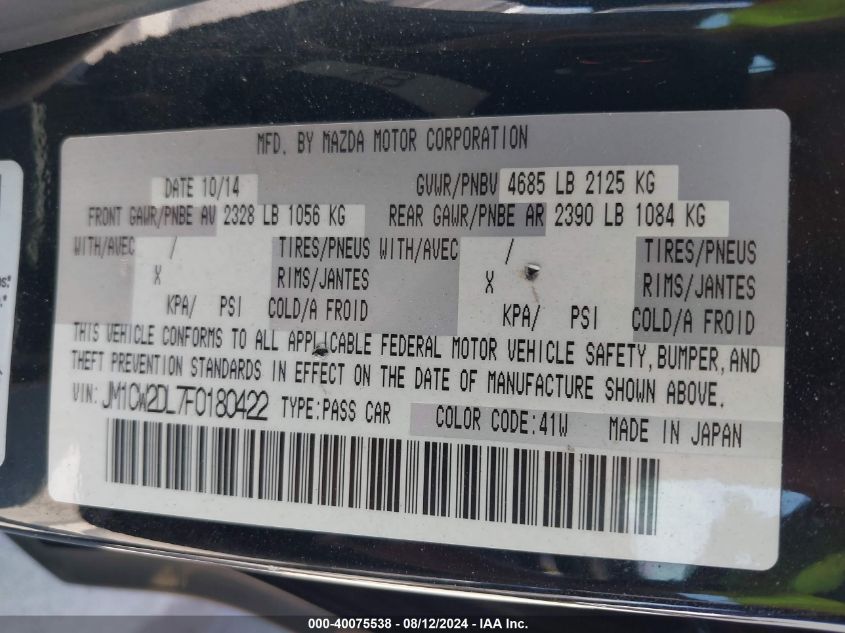 MFD. BY MAZDA MOTOR CORPORATION
DATE 10/14 GVWR/PNBV 4685 LB 2125 KG
FRONT GAWR/PNBE AV 2328 LB 1056 KG REAR GAWR/PNBE AR 2390 LB 1084 KG
WITH/AVEC / TIRES/PNEUS WITH/AVEC / TIRES/PNEUS
X RIMS/JANTES X RIMS/JANTES
KPA/ PSI COLD/A FROID KPA/ PSI COLD/A FROID
THIS VEHICLE CONFORMS TO ALL APPLICABLE FEDERAL MOTOR VEHICLE SAFETY, BUMPER, AND
THEFT PREVENTION STANDARDS IN EFFECT ON THE DATE OF MANUFACTURE SHOWN ABOVE.
VIN: JM1CW2DL7F0180422 TYPE:PASS CAR COLOR CODE:41W MADE IN JAPAN
000-40075538 - 08/12/2024 - IAA Inc.